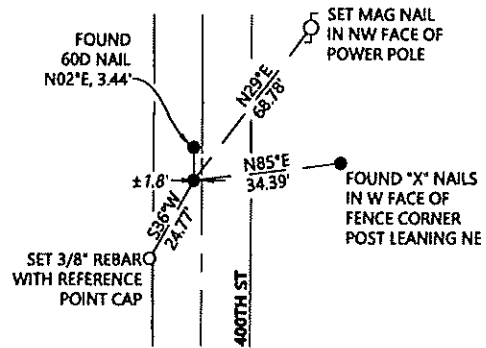 FOUND
60D NAIL
N02°E, 3.44'
SET MAG NAIL
IN NW FACE OF
POWER POLE
N29°E
68.78'
±1.8'
N85°E
34.39'
FOUND "X" NAILS
IN W FACE OF
FENCE CORNER
POST LEANING NE
S36°W
24.77'
SET 3/8" REBAR
WITH REFERENCE
POINT CAP
400TH ST